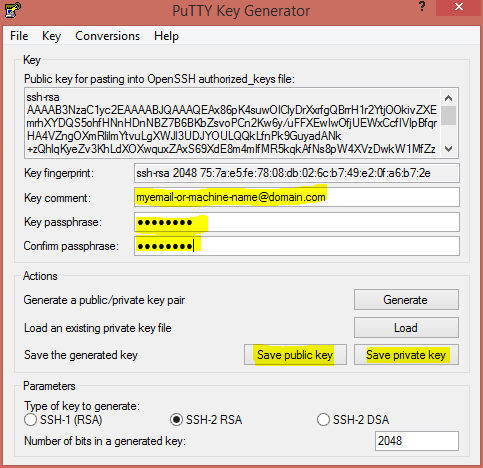 PuTTY Key Generator
File Key Conversions Help
Key
Public key for pasting into OpenSSH authorized_keys file:
ssh-rsa
Key fingerprint: ssh-rsa 2048 75:7a:e5:fe:78:08:db:02:6c:b7:49:e2:0f:a6:b7:2e
Key comment: myemail-or-machine-name@domain.com
Key passphrase: ●●●●●●●●
Confirm passphrase: ●●●●●●●●
Actions
Generate a public/private key pair Generate
Load an existing private key file Load
Save the generated key Save public key Save private key
Parameters
Type of key to generate:
SSH-1 (RSA) SSH-2 RSA SSH-2 DSA
Number of bits in a generated key: 2048